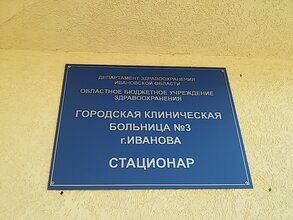 ДЕПАРТАМЕНТ ЗДРАВООХРАНЕНИЯ
ИВАНОВСКОЙ ОБЛАСТИ
ОБЛАСТНОЕ БЮДЖЕТНОЕ УЧРЕЖДЕНИЕ
ЗДРАВООХРАНЕНИЯ
ГОРОДСКАЯ КЛИНИЧЕСКАЯ
БОЛЬНИЦА №3
г.ИВАНОВА
СТАЦИОНАР